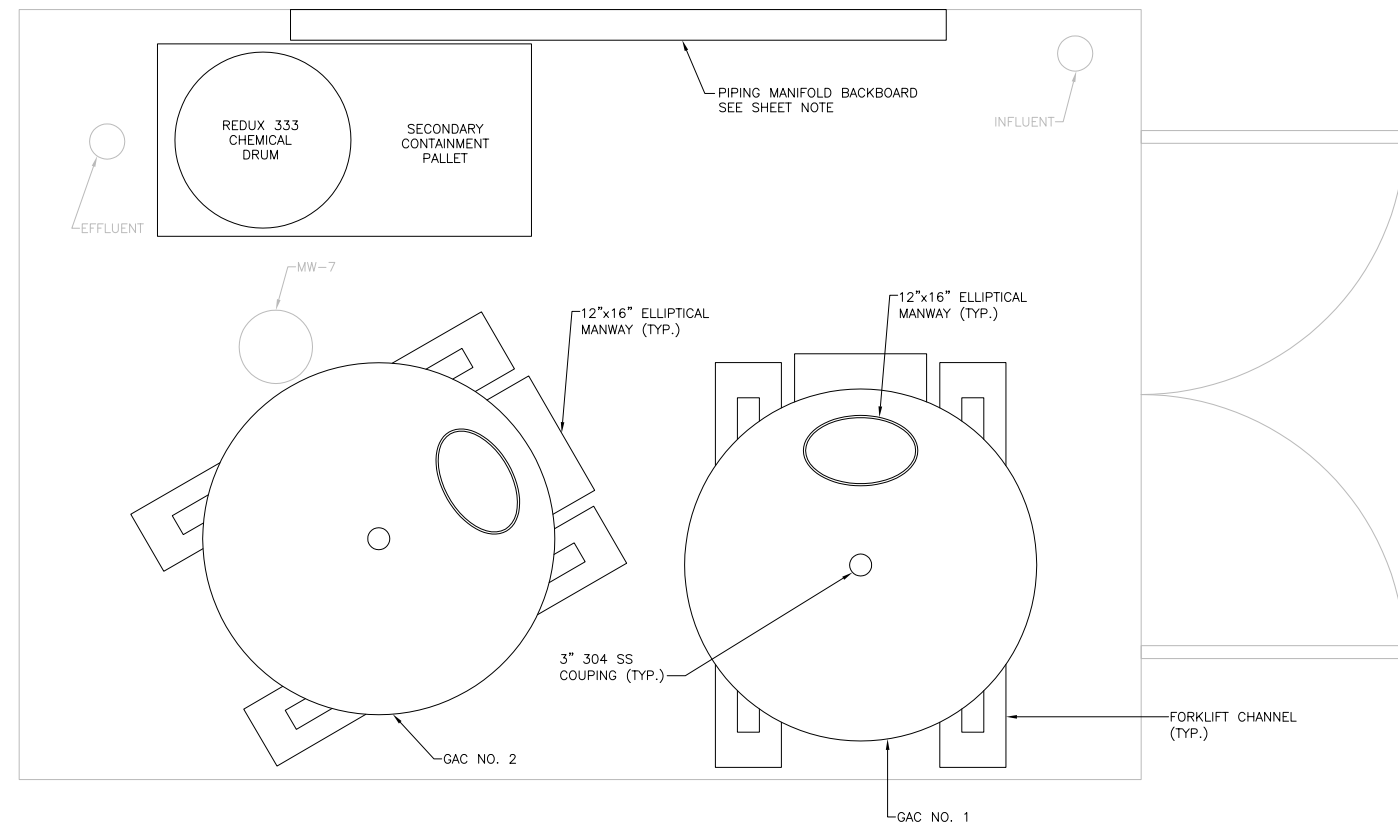 PIPING MANIFOLD BACKBOARD
SEE SHEET NOTE
INFLUENT
REDUX 333
CHEMICAL
DRUM
SECONDARY
CONTAINMENT
PALLET
EFFLUENT
MW-7
12"x16" ELLIPTICAL
MANWAY (TYP.)
12"x16" ELLIPTICAL
MANWAY (TYP.)
3" 304 SS
COUPING (TYP.)
FORKLIFT CHANNEL
(TYP.)
GAC NO. 2
GAC NO. 1